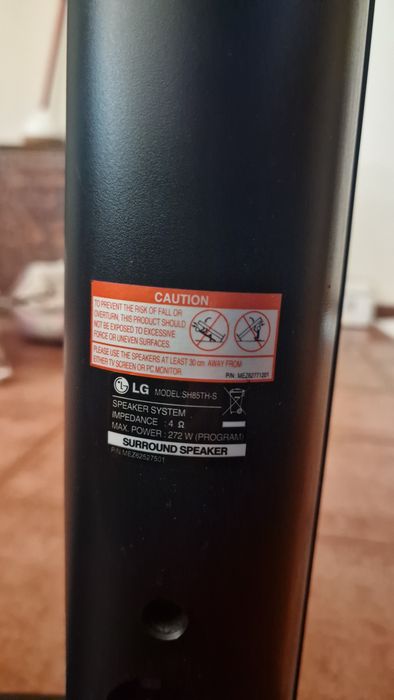 CAUTION
TO PREVENT THE RISK OF FALL OR
OVERTURN, THIS PRODUCT SHOULD
NOT BE EXPOSED TO EXCESSIVE
FORCE OR UNEVEN SURFACES.
PLEASE USE THE SPEAKERS AT LEAST 30 cm AWAY FROM
EITHER TV SCREEN OR PC MONITOR.
P/N : MEZ62771201
LG MODEL:SH85TH-S
SPEAKER SYSTEM
IMPEDANCE : 4 Ω
MAX. POWER : 272 W (PROGRAM)
SURROUND SPEAKER
P/N MEZ62527501